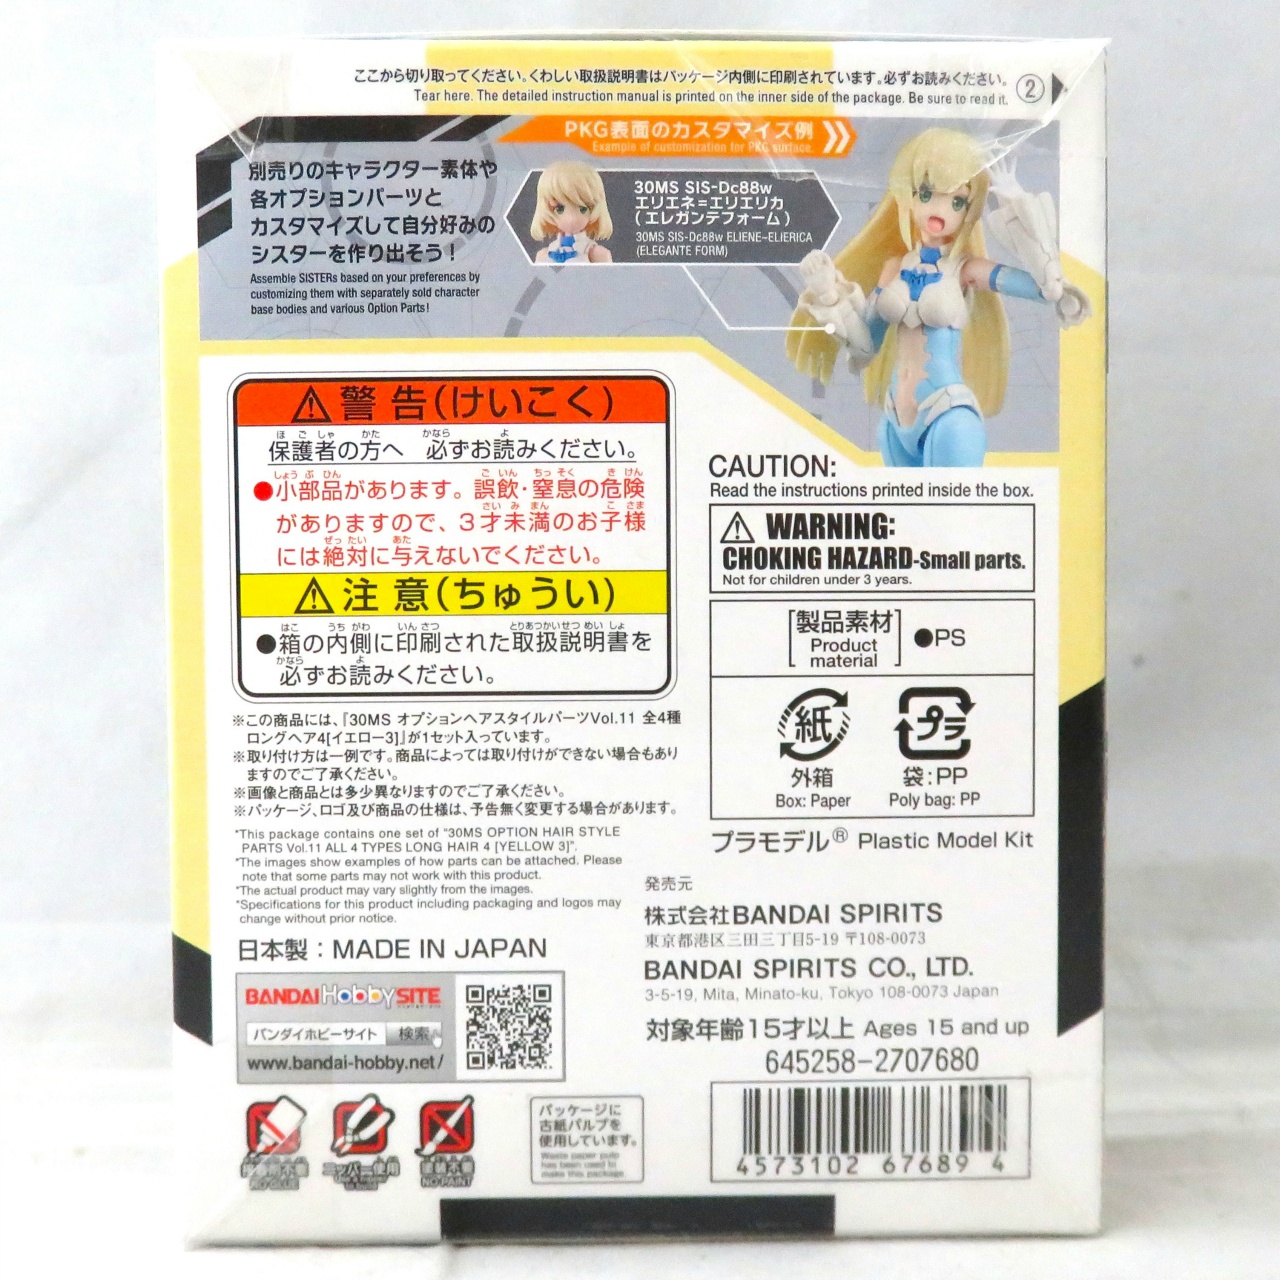 ここから切り取ってください。くわしい取扱説明書はパッケージ内側に印刷されています。必ずお読みください。
Tear here. The detailed instruction manual is printed on the inner side of the package. Be sure to read it.
②
PKG表面のカスタマイズ例
Example of customization for PKG surface.
別売りのキャラクター素体や
各オプションパーツと
カスタマイズして自分好みの
シスターを作り出そう!
Assemble SISTERs based on your preferences by
customizing them with separately sold character
base bodies and various Option Parts!
30MS SIS-Dc88w
エリエネ=エリエリカ
(エレガンテフォーム)
30MS SIS-Dc88w ELIENE=ELIERICA
(ELEGANTE FORM)
警告(けいこく)
保護者の方へ 必ずお読みください。
●小部品があります。誤飲・窒息の危険
がありますので、3才未満のお子様
には絶対に与えないでください。
注意(ちゅうい)
●箱の内側に印刷された取扱説明書を
必ずお読みください。
※この商品には、『30MS オプションヘアスタイルパーツVol.11 全4種
ロングヘア4[イエロー3]』が1セット入っています。
※取り付け方は一例です。商品によっては取り付けができない場合もあり
ますのでご了承ください。
※画像と商品とは多少異なりますのでご了承ください。
※パッケージ、ロゴ及び商品の仕様は、予告無く変更する場合があります。
*This package contains one set of "30MS OPTION HAIR STYLE
PARTS Vol.11 ALL 4 TYPES LONG HAIR 4 [YELLOW 3]".
*The images show examples of how parts can be attached. Please
note that some parts may not work with this product.
*The actual product may vary slightly from the images.
*Specifications for this product including packaging and logos may
change without prior notice.
日本製:MADE IN JAPAN
BANDAI HobbySITE
バンダイホビーサイト 検索
www.bandai-hobby.net/
接着剤不要
NO GLUE
ニッパー使用
塗装不要
NO PAINT
パッケージに
古紙パルプを
使用しています。
Waste paper pulp
has been used to
make this package.
CAUTION:
Read the instructions printed inside the box.
WARNING:
CHOKING HAZARD-Small parts.
Not for children under 3 years.
[製品素材]
Product
material
●PS
紙
外箱
Box: Paper
プラ
袋:PP
Poly bag: PP
プラモデル® Plastic Model Kit
発売元
株式会社BANDAI SPIRITS
東京都港区三田三丁目5-19 〒108-0073
BANDAI SPIRITS CO., LTD.
3-5-19, Mita, Minato-ku, Tokyo 108-0073 Japan
対象年齢15才以上 Ages 15 and up
645258-2707680
4573102 67689 4